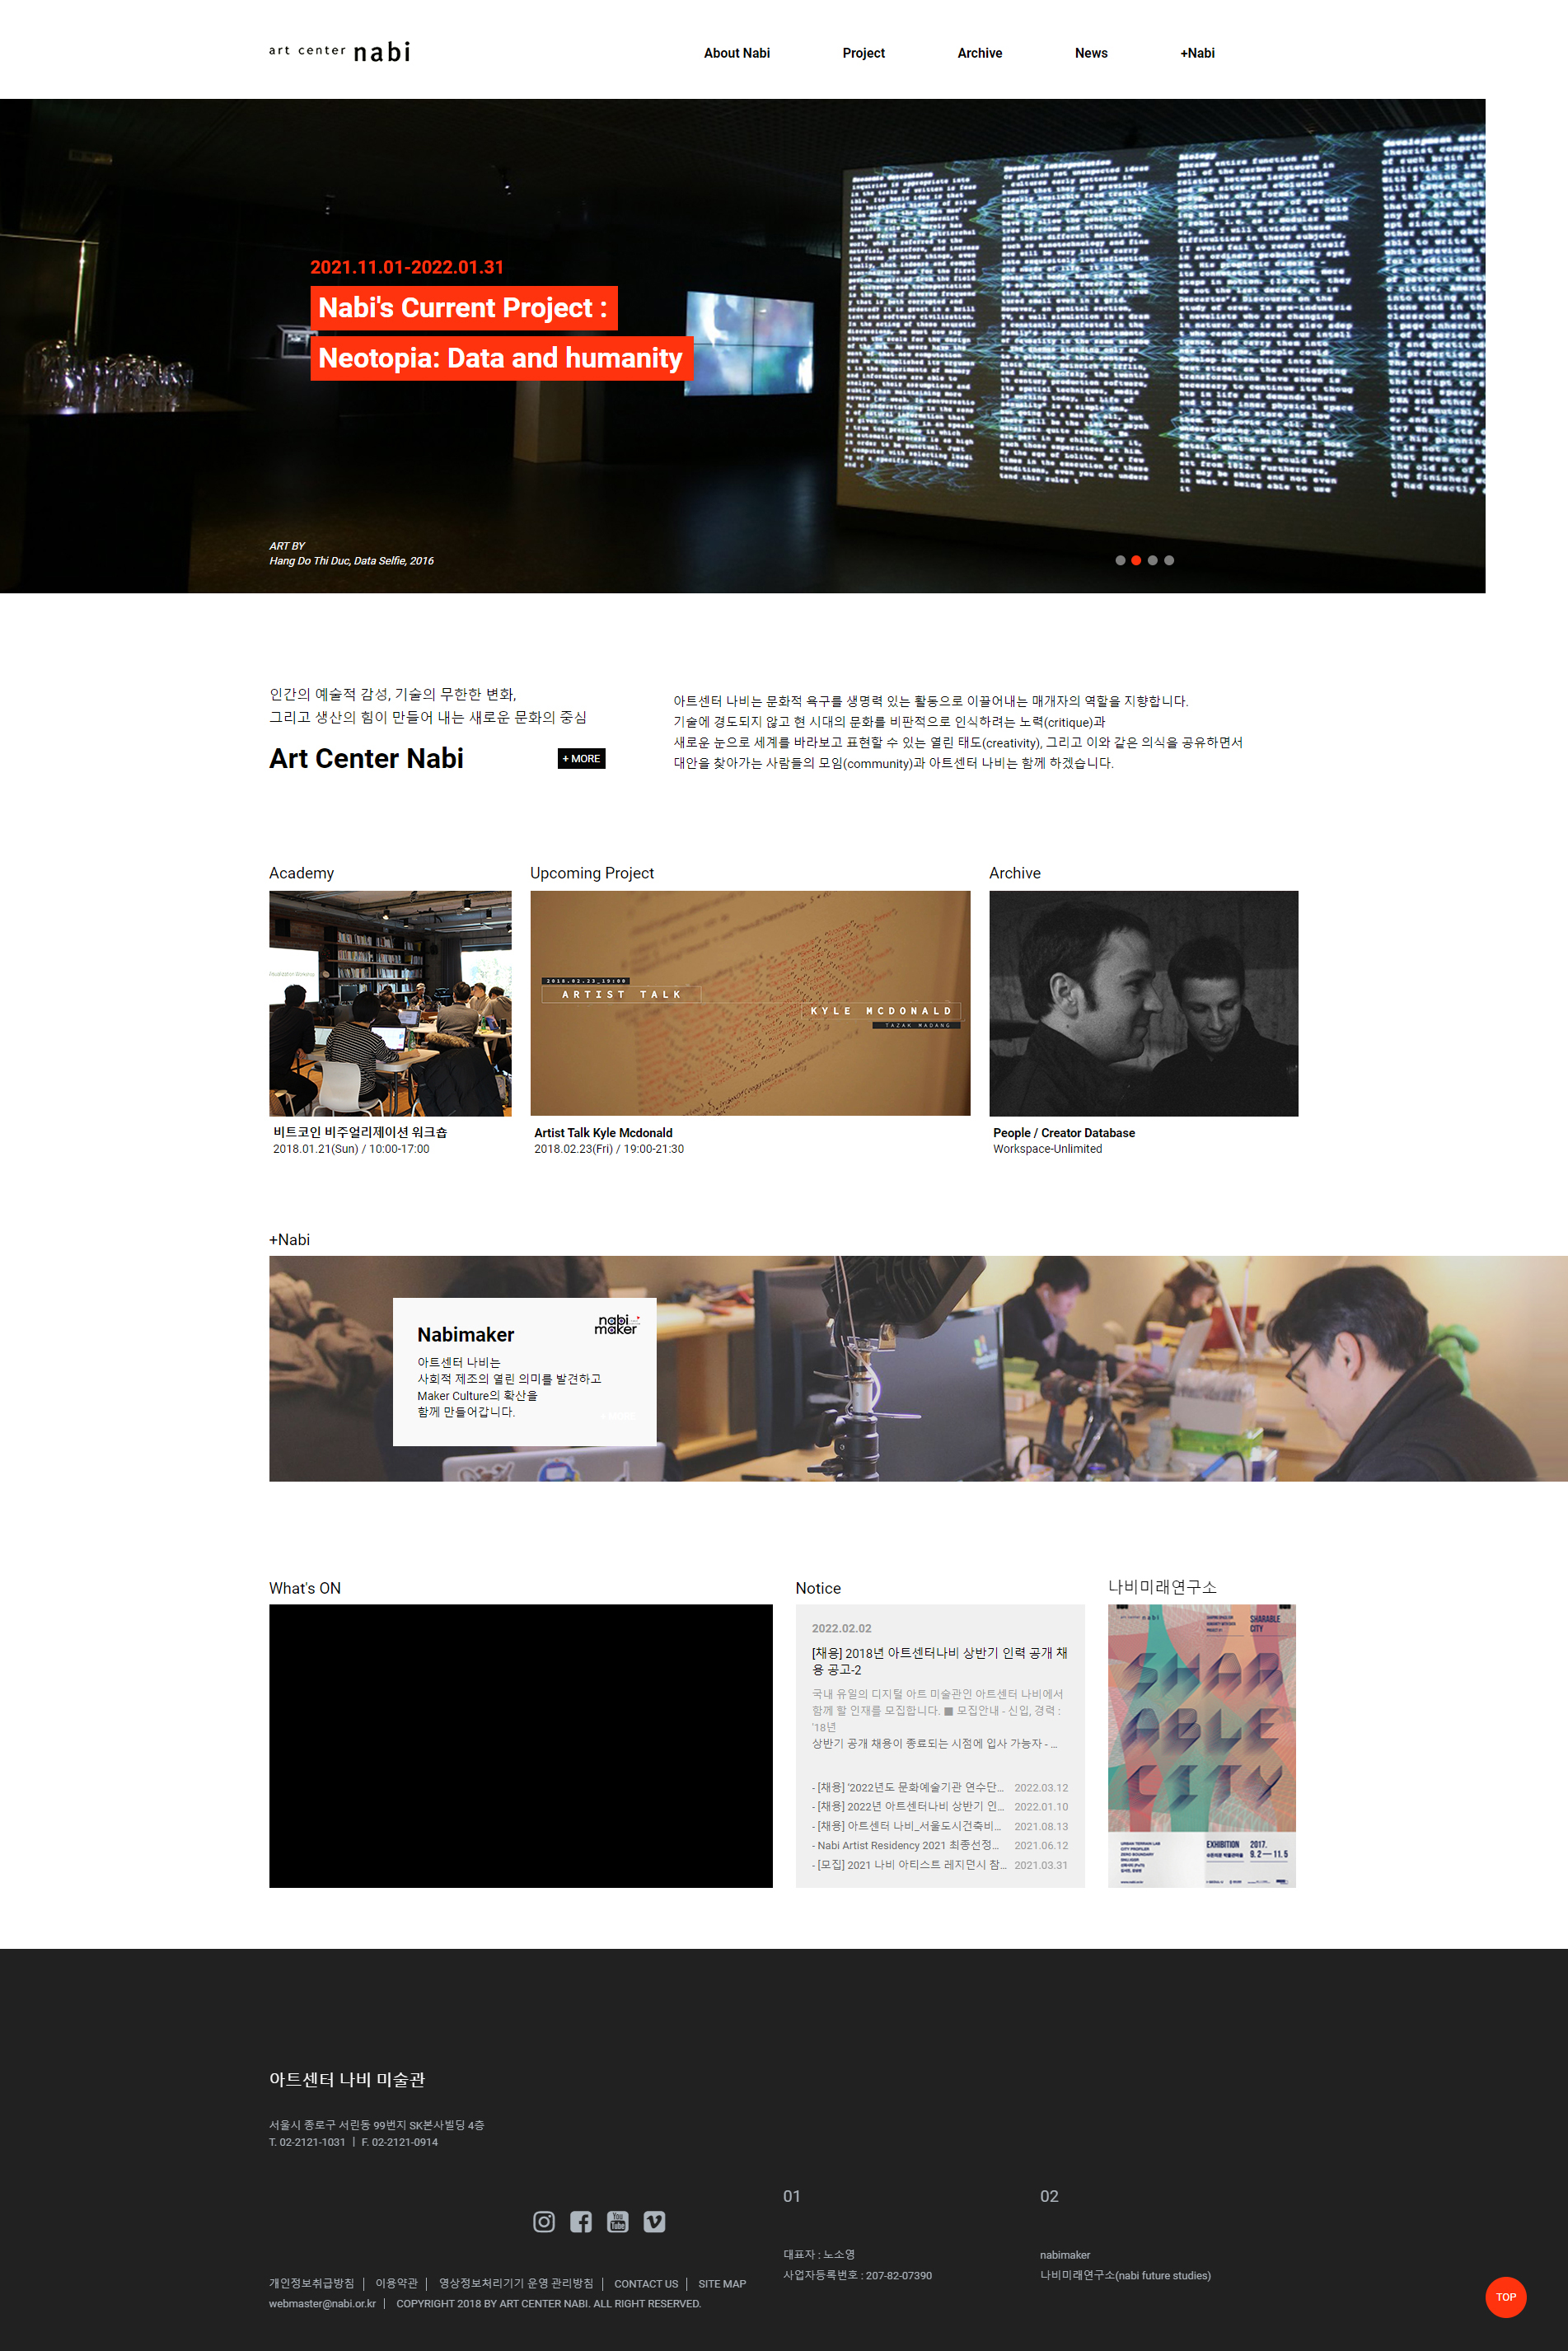 art center nabi
About Nabi
Project
Archive
News
+Nabi
2021.11.01-2022.01.31
Nabi's Current Project :
Neotopia: Data and humanity
ART BY
Hang Do Thi Duc, Data Selfie, 2016
인간의 예술적 감성, 기술의 무한한 변화,
그리고 생산의 힘이 만들어 내는 새로운 문화의 중심
Art Center Nabi
+ MORE
아트센터 나비는 문화적 욕구를 생명력 있는 활동으로 이끌어내는 매개자의 역할을 지향합니다.
기술에 경도되지 않고 현 시대의 문화를 비판적으로 인식하려는 노력(critique)과
새로운 눈으로 세계를 바라보고 표현할 수 있는 열린 태도(creativity), 그리고 이와 같은 의식을 공유하면서
대안을 찾아가는 사람들의 모임(community)과 아트센터 나비는 함께 하겠습니다.
Academy
비트코인 비주얼리제이션 워크숍
2018.01.21(Sun) / 10:00-17:00
Upcoming Project
2018.02.23_19:00
ARTIST TALK
KYLE MCDONALD
TAZAK MADANG
Artist Talk Kyle Mcdonald
2018.02.23(Fri) / 19:00-21:30
Archive
People / Creator Database
Workspace-Unlimited
+Nabi
Nabimaker
nabi
maker
아트센터 나비는
사회적 제조의 열린 의미를 발견하고
Maker Culture의 확산을
함께 만들어갑니다.
What's ON
Notice
2022.02.02
[채용] 2018년 아트센터나비 상반기 인력 공개 채
용 공고-2
국내 유일의 디지털 아트 미술관인 아트센터 나비에서
함께 할 인재를 모집합니다. ■ 모집안내 - 신입, 경력 :
'18년
상반기 공개 채용이 종료되는 시점에 입사 가능자 - ...
- [채용] '2022년도 문화예술기관 연수단... 2022.03.12
- [채용] 2022년 아트센터나비 상반기 인... 2022.01.10
- [채용] 아트센터 나비_서울도시건축비... 2021.08.13
- Nabi Artist Residency 2021 최종선정... 2021.06.12
- [모집] 2021 나비 아티스트 레지던시 참... 2021.03.31
나비미래연구소
art center nabi
SHARABLE
CITY
SHAR
ABLE
CITY
EXHIBITION
2017.
9.2—11.5
아트센터 나비 미술관
서울시 종로구 서린동 99번지 SK본사빌딩 4층
T. 02-2121-1031 | F. 02-2121-0914
개인정보취급방침 | 이용약관 | 영상정보처리기기 운영 관리방침 | CONTACT US | SITE MAP
webmaster@nabi.or.kr | COPYRIGHT 2018 BY ART CENTER NABI. ALL RIGHT RESERVED.
01
대표자 : 노소영
사업자등록번호 : 207-82-07390
02
nabimaker
나비미래연구소(nabi future studies)
TOP